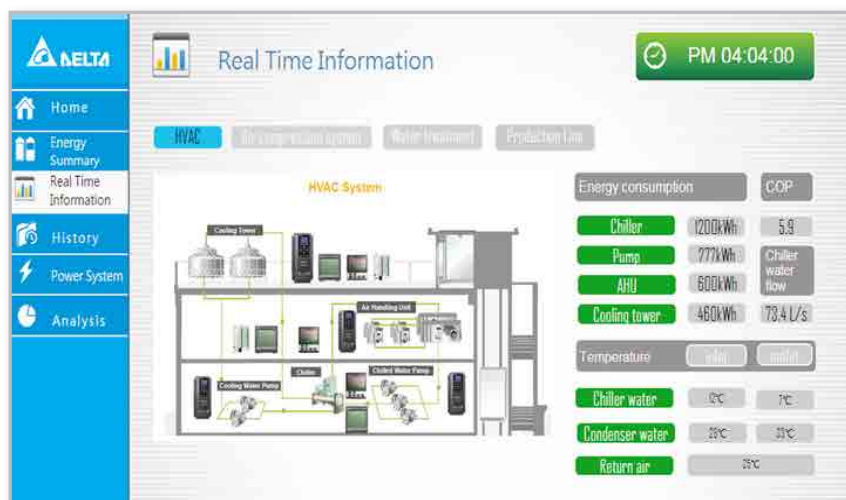 DELTA
Real Time Information
PM 04:04:00
Home
Energy
Summary
Real Time
Information
History
Power System
Analysis
HVAC
Air compression system
Water treatment
Production Line
HVAC System
Cooling Tower
Air Handling Unit
Cooling Water Pump
Chiller
Chilled Water Pump
Energy consumption
COP
Chiller
1200kWh
5.9
Pump
777kWh
Chiller
water
flow
AHU
600kWh
Cooling tower
460kWh
73.4 L/s
Temperature
inlet
outlet
Chiller water
12℃
7℃
Condenser water
33℃
Return air
25℃